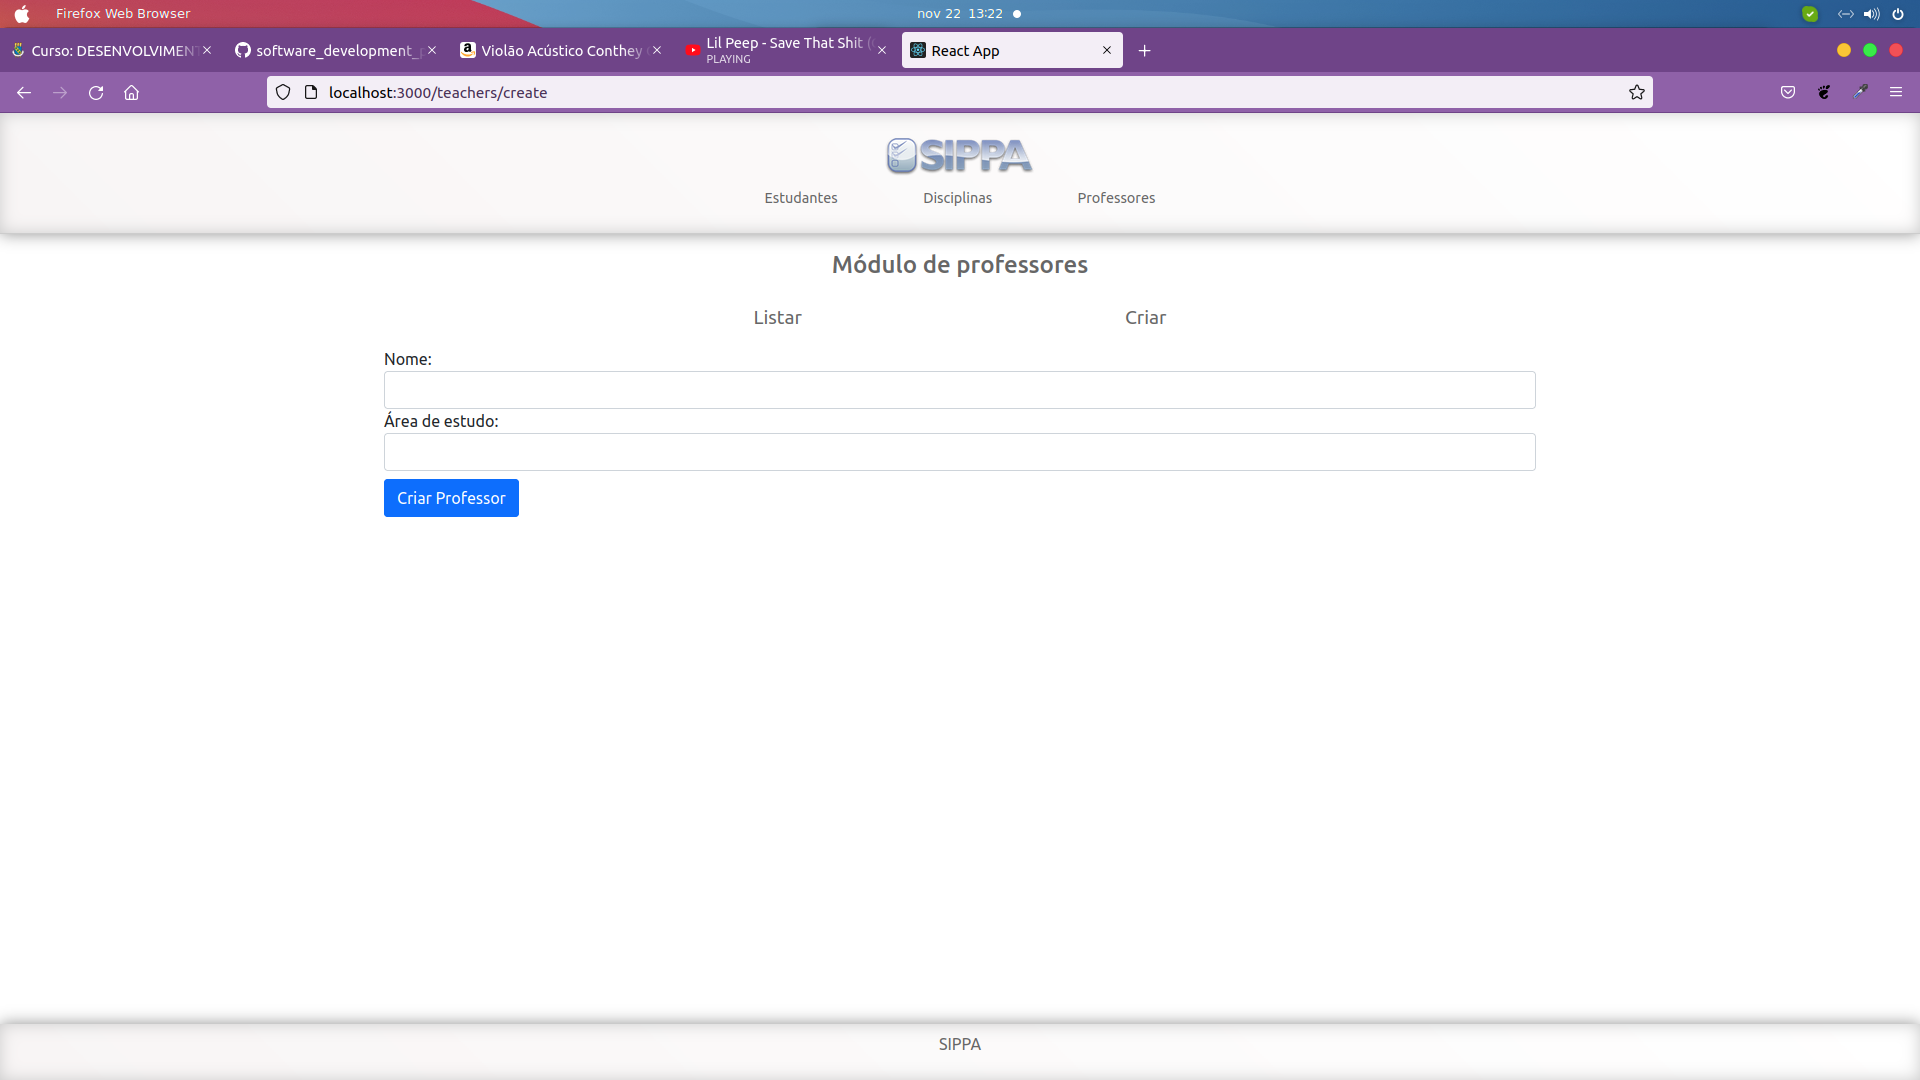 Firefox Web Browser
nov 22 13:22
Curso: DESENVOLVIMEN
software_development_p
Violão Acústico Conthey
Lil Peep - Save That Shit (
PLAYING
React App
localhost:3000/teachers/create
SIPPA
Estudantes Disciplinas Professores
Módulo de professores
Listar Criar
Nome:
Área de estudo:
Criar Professor
SIPPA